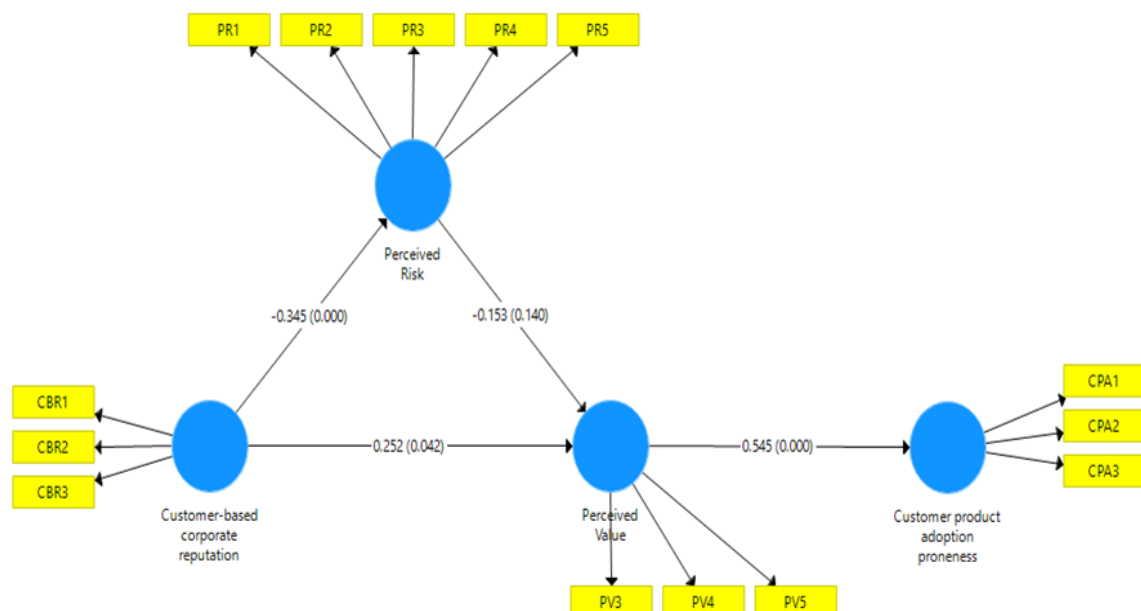 PR1 PR2 PR3 PR4 PR5
Perceived
Risk
-0.345 (0.000)
-0.153 (0.140)
CBR1
CBR2
CBR3
Customer-based
corporate
reputation
0.252 (0.042)
Perceived
Value
0.545 (0.000)
CPA1
CPA2
CPA3
Customer product
adoption
proneness
PV3 PV4 PV5